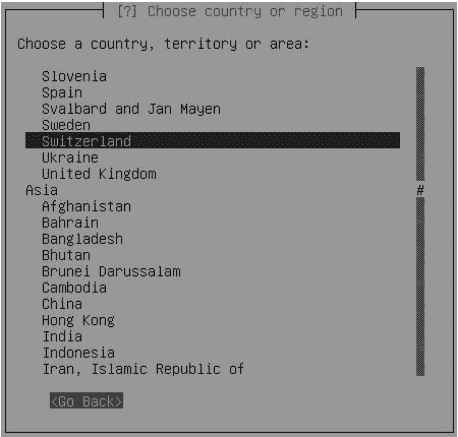 [?] Choose country or region
Choose a country, territory or area:
Slovenia
Spain
Svalbard and Jan Mayen
Sweden
Switzerland
Ukraine
United Kingdom
Asia #
Afghanistan
Bahrain
Bangladesh
Bhutan
Brunei Darussalam
Cambodia
China
Hong Kong
India
Indonesia
Iran, Islamic Republic of
<Go Back>